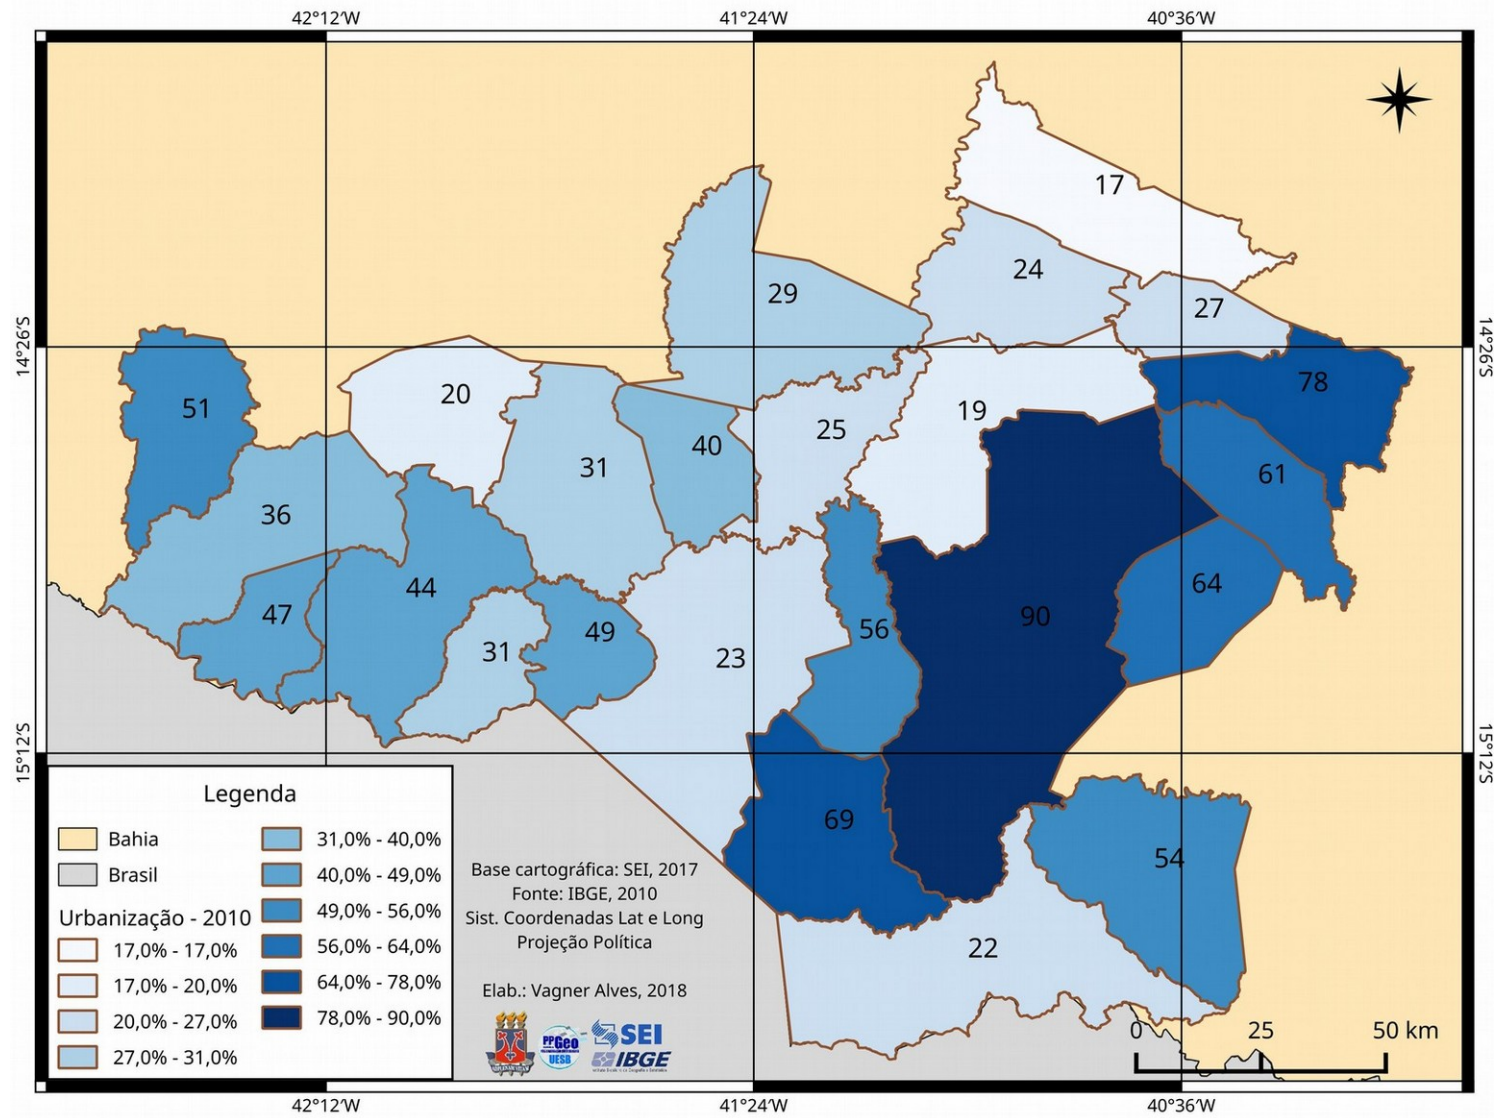 42°12′W
41°24′W
40°36′W
17
24
29
27
14°26′S
14°26′S
78
20
51
19
25
40
31
61
36
64
44
47
90
56
49
31
23
15°12′S
15°12′S
69
54
22
Legenda
Bahia
Brasil
Urbanização - 2010
17,0% - 17,0%
17,0% - 20,0%
20,0% - 27,0%
27,0% - 31,0%
31,0% - 40,0%
40,0% - 49,0%
49,0% - 56,0%
56,0% - 64,0%
64,0% - 78,0%
78,0% - 90,0%
Base cartográfica: SEI, 2017
Fonte: IBGE, 2010
Sist. Coordenadas Lat e Long
Projeção Política
Elab.: Vagner Alves, 2018
PPGeo
UESB
SEI
IBGE
0 25 50 km
42°12′W
41°24′W
40°36′W